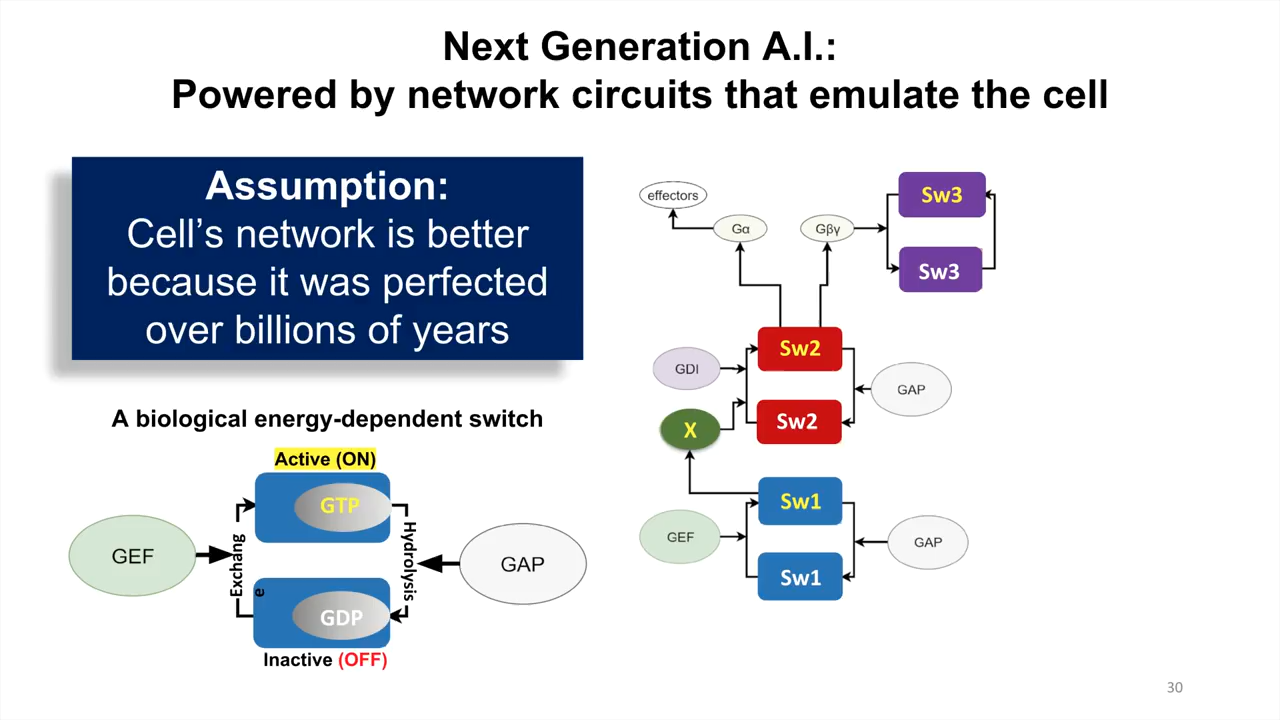 Next Generation A.I.:
Powered by network circuits that emulate the cell
Assumption:
Cell's network is better
because it was perfected
over billions of years
A biological energy-dependent switch
Active (ON)
GTP
GEF
Exchang
e
Hydrolysis
GAP
GDP
Inactive (OFF)
effectors
Gα
Gβγ
Sw3
Sw3
Sw2
GDI
GAP
Sw2
X
Sw1
GEF
GAP
Sw1
30